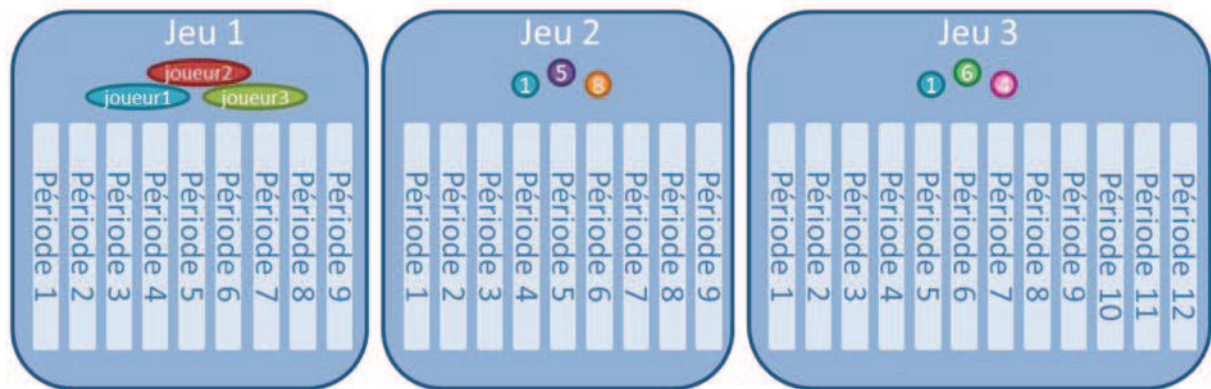 Jeu 1
joueur2
joueur1
joueur3
Période 1
Période 2
Période 3
Période 4
Période 5
Période 6
Période 7
Période 8
Période 9
Jeu 2
5
1
8
Période 1
Période 2
Période 3
Période 4
Période 5
Période 6
Période 7
Période 8
Période 9
Jeu 3
6
1
4
Période 1
Période 2
Période 3
Période 4
Période 5
Période 6
Période 7
Période 8
Période 9
Période 10
Période 11
Période 12